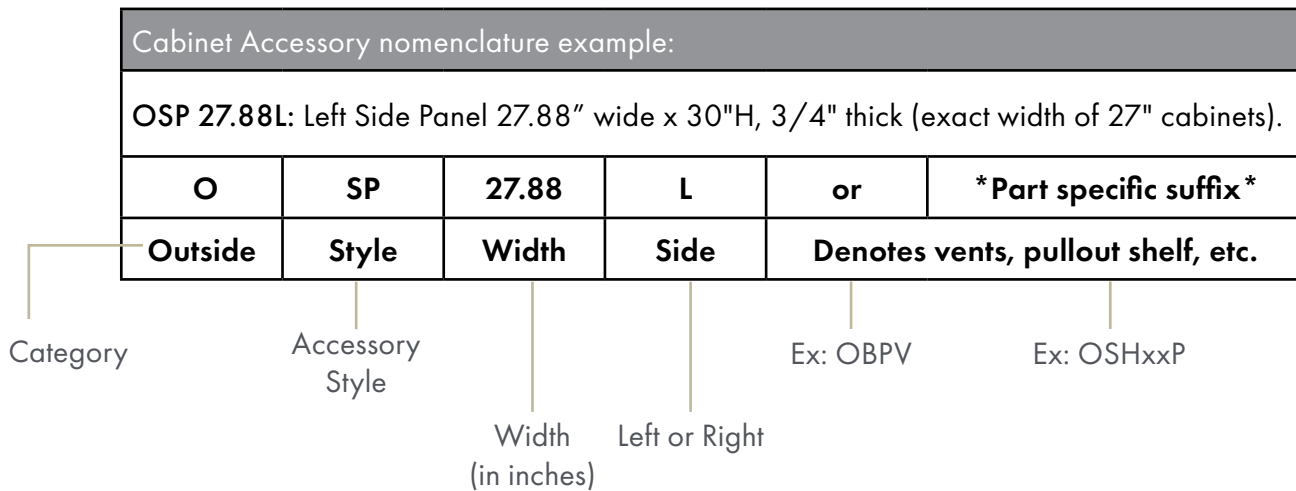 Cabinet Accessory nomenclature example:
OSP 27.88L: Left Side Panel 27.88” wide x 30"H, 3/4" thick (exact width of 27" cabinets).
O SP 27.88 L or *Part specific suffix*
Outside Style Width Side Denotes vents, pullout shelf, etc.
Category Accessory Style Ex: OBPV Ex: OSHxxP
Width (in inches) Left or Right